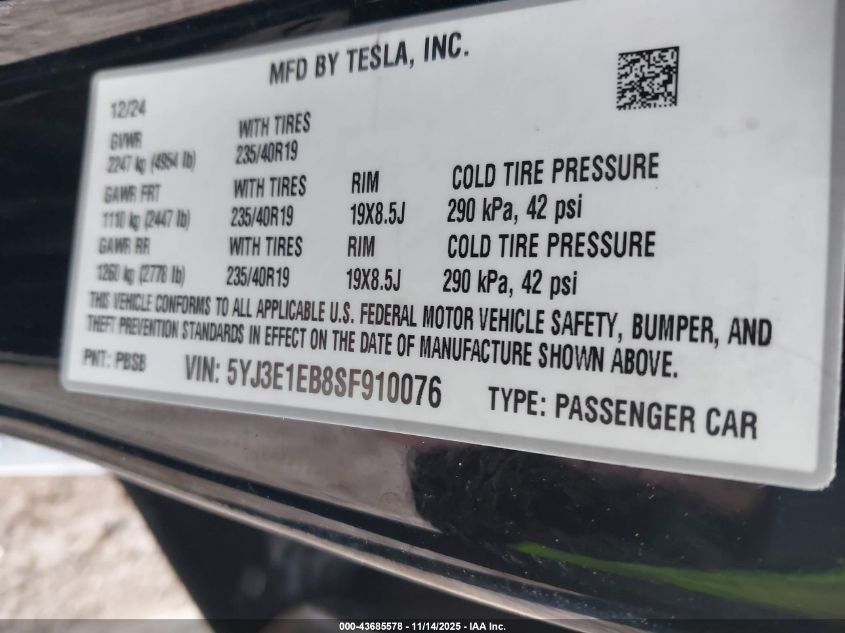 MFD BY TESLA, INC.
12/24
GVWR
2247 kg (4954 lb)
WITH TIRES
235/40R19
GAWR FRT
1110 kg (2447 lb)
WITH TIRES
235/40R19
RIM
19X8.5J
COLD TIRE PRESSURE
290 kPa, 42 psi
GAWR RR
1260 kg (2778 lb)
WITH TIRES
235/40R19
RIM
19X8.5J
COLD TIRE PRESSURE
290 kPa, 42 psi
THIS VEHICLE CONFORMS TO ALL APPLICABLE U.S. FEDERAL MOTOR VEHICLE SAFETY, BUMPER, AND
THEFT PREVENTION STANDARDS IN EFFECT ON THE DATE OF MANUFACTURE SHOWN ABOVE.
PNT: PBSB
VIN: 5YJ3E1EB8SF910076
TYPE: PASSENGER CAR
000-43685578 - 11/14/2025 - IAA Inc.